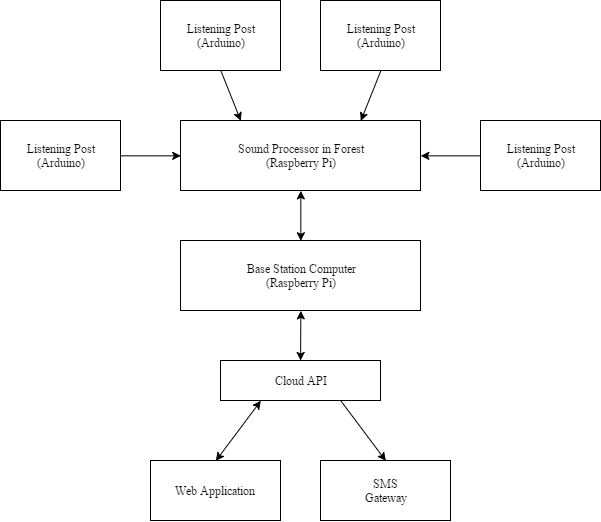 Listening Post
(Arduino)
Listening Post
(Arduino)
Listening Post
(Arduino)
Sound Processor in Forest
(Raspberry Pi)
Listening Post
(Arduino)
Base Station Computer
(Raspberry Pi)
Cloud API
Web Application
SMS
Gateway